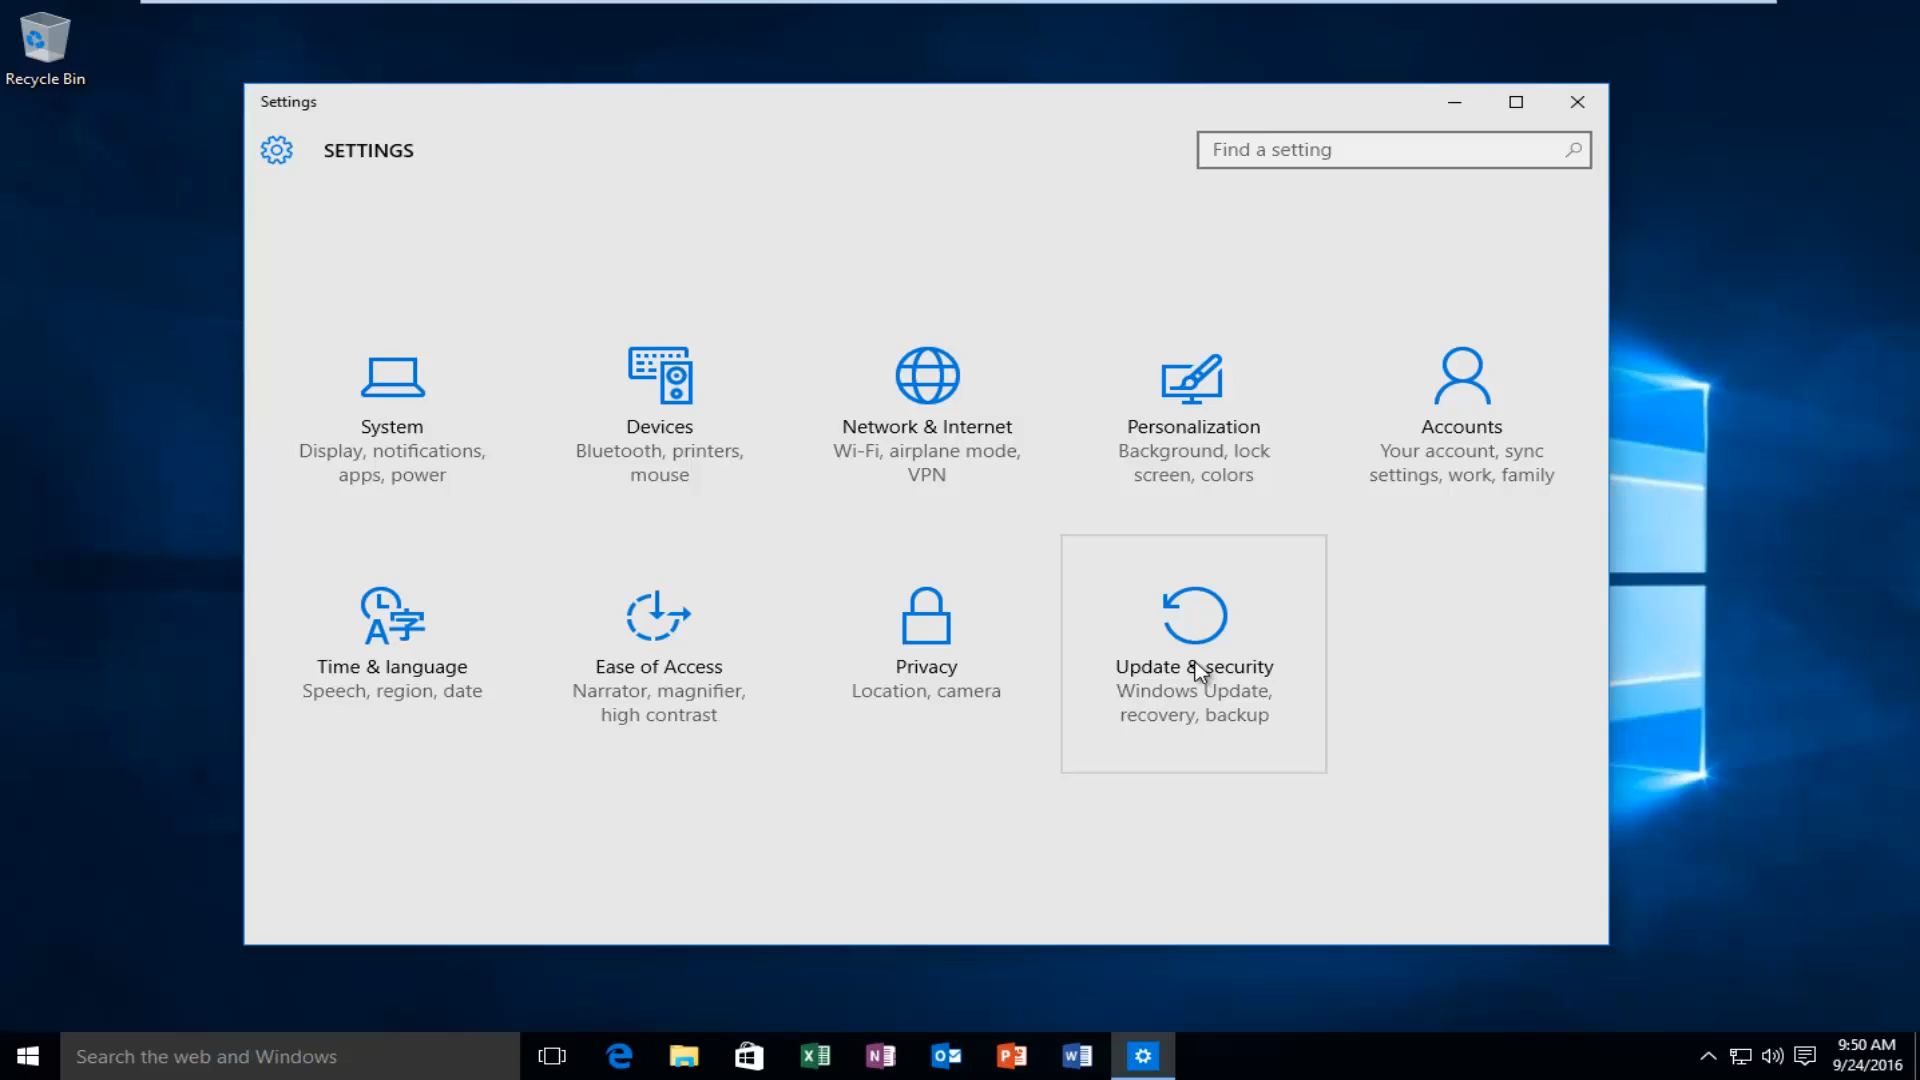 Recycle Bin
Settings
SETTINGS
Find a setting
System
Display, notifications,
apps, power
Devices
Bluetooth, printers,
mouse
Network & Internet
Wi-Fi, airplane mode,
VPN
Personalization
Background, lock
screen, colors
Accounts
Your account, sync
settings, work, family
Time & language
Speech, region, date
Ease of Access
Narrator, magnifier,
high contrast
Privacy
Location, camera
Update & security
Windows Update,
recovery, backup
Search the web and Windows
9:50 AM
9/24/2016